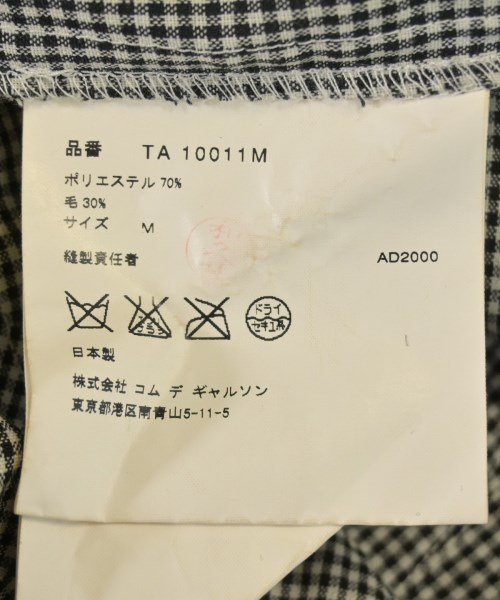 品番 TA 10011M
ポリエステル 70%
毛 30%
サイズ M
縫製責任者 AD2000
ドライ
セキユ系
日本製
株式会社 コム デ ギャルソン
東京都港区南青山5-11-5